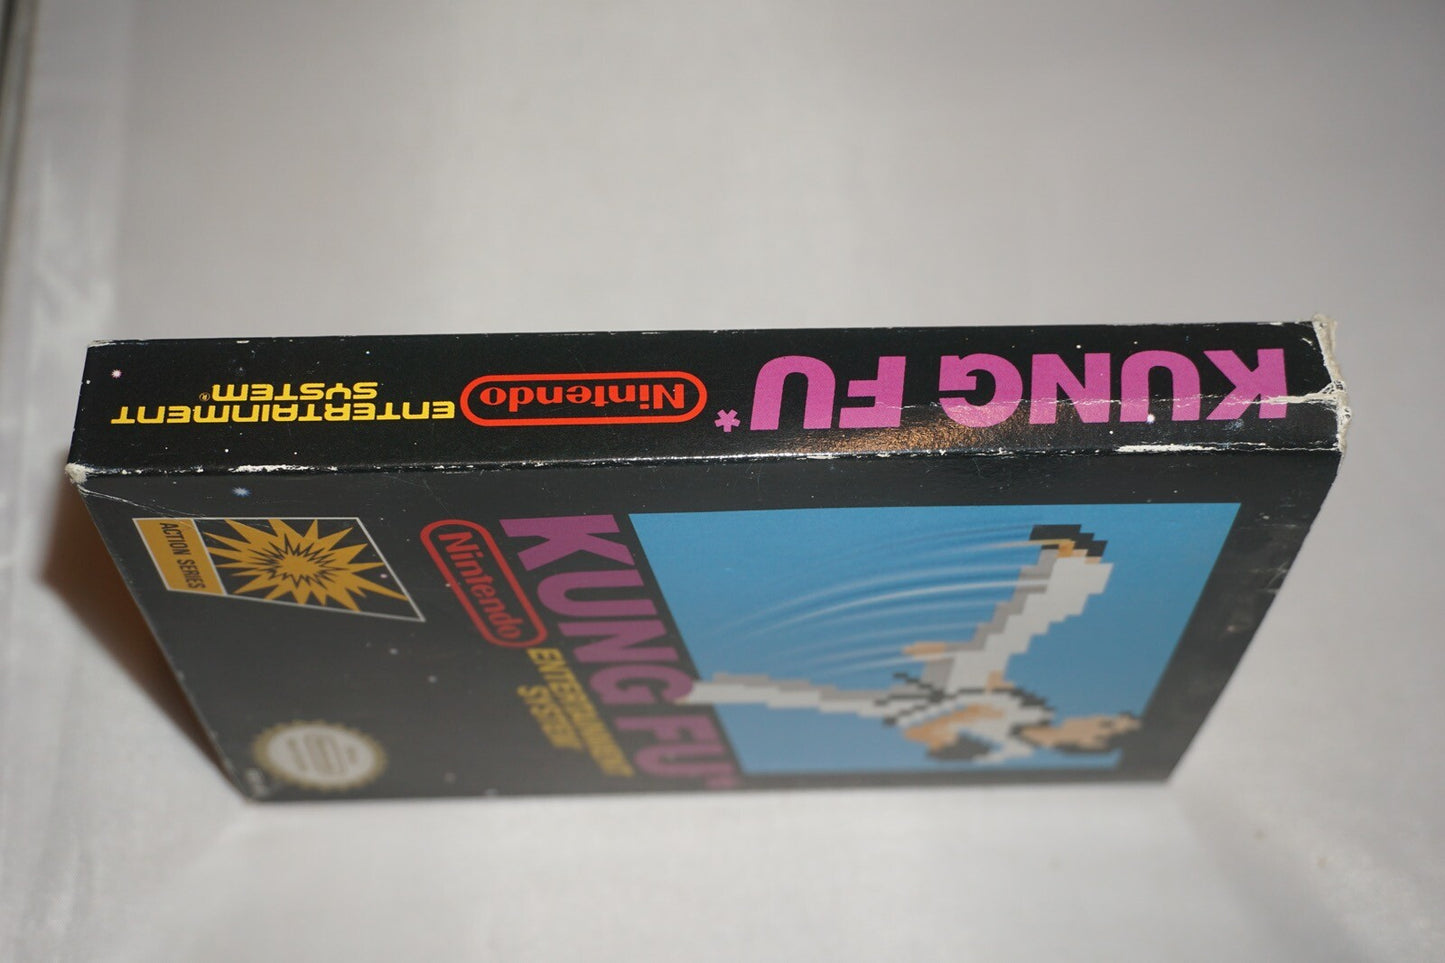 KUNG FU*
Nintendo
ENTERTAINMENT
SYSTEM®
KUNG FU*
Nintendo
ENTERTAINMENT
SYSTEM
ACTION SERIES